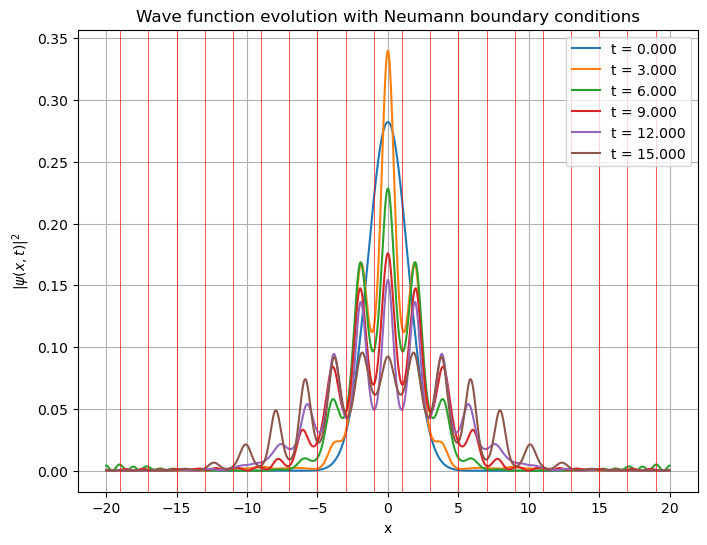 Wave function evolution with Neumann boundary conditions
0.35
0.30
0.25
0.20
0.15
0.10
0.05
0.00
|ψ(x, t)|²
t = 0.000
t = 3.000
t = 6.000
t = 9.000
t = 12.000
t = 15.000
−20
−15
−10
−5
0
5
10
15
20
x